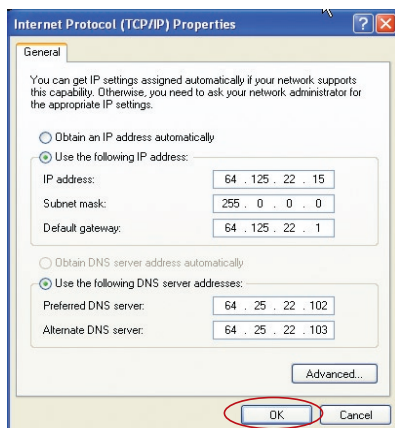 Internet Protocol (TCP/IP) Properties
General
You can get IP settings assigned automatically if your network supports
this capability. Otherwise, you need to ask your network administrator for
the appropriate IP settings.
Obtain an IP address automatically
Use the following IP address:
IP address: 64 . 125 . 22 . 15
Subnet mask: 255 . 0 . 0 . 0
Default gateway: 64 . 125 . 22 . 1
Obtain DNS server address automatically
Use the following DNS server addresses:
Preferred DNS server: 64 . 25 . 22 . 102
Alternate DNS server: 64 . 25 . 22 . 103
Advanced...
OK Cancel